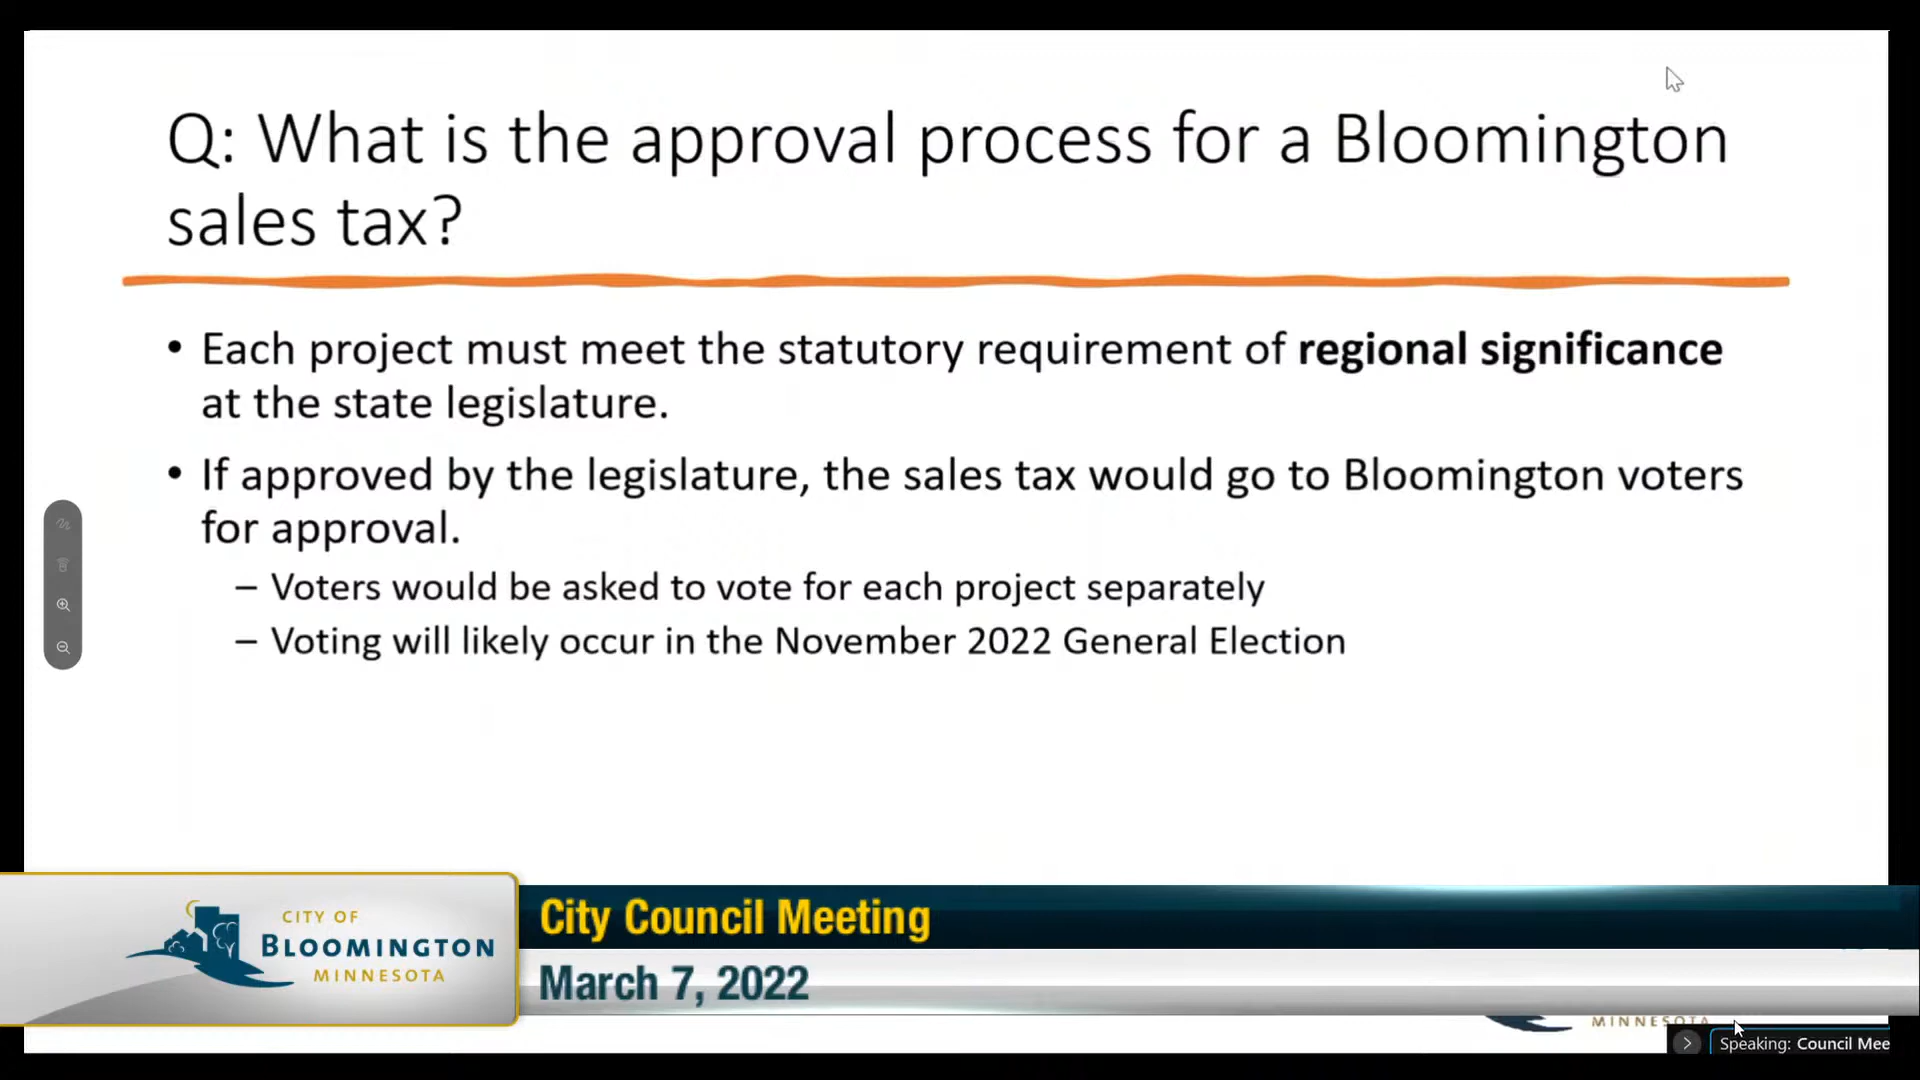 Q: What is the approval process for a Bloomington
sales tax?
• Each project must meet the statutory requirement of regional significance
at the state legislature.
• If approved by the legislature, the sales tax would go to Bloomington voters
for approval.
– Voters would be asked to vote for each project separately
– Voting will likely occur in the November 2022 General Election
CITY OF
BLOOMINGTON
MINNESOTA
City Council Meeting
March 7, 2022
MINNESOTA
Speaking: Council Mee